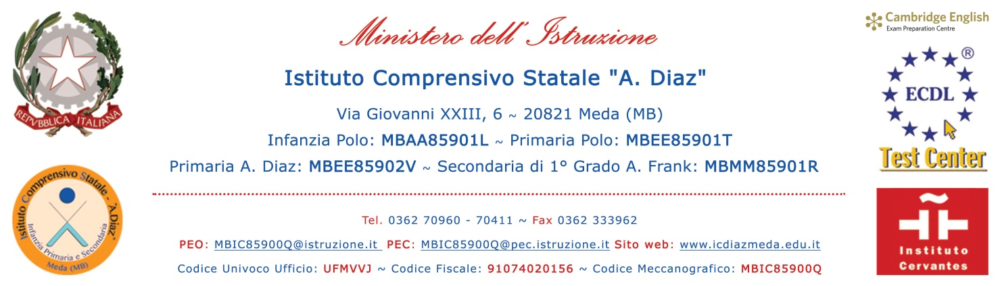 Ministero dell' Istruzione
Istituto Comprensivo Statale "A. Diaz"
Via Giovanni XXIII, 6 ~ 20821 Meda (MB)
Infanzia Polo: MBAA85901L ~ Primaria Polo: MBEE85901T
Primaria A. Diaz: MBEE85902V ~ Secondaria di 1° Grado A. Frank: MBMM85901R
Tel. 0362 70960 - 70411 ~ Fax 0362 333962
PEO: MBIC85900Q@istruzione.it PEC: MBIC85900Q@pec.istruzione.it Sito web: www.icdiazmeda.edu.it
Codice Univoco Ufficio: UFMVVJ ~ Codice Fiscale: 91074020156 ~ Codice Meccanografico: MBIC85900Q
REPVBBLICA ITALIANA
Istituto Comprensivo Statale - "A.Diaz"
Infanzia Primaria e Secondaria
Meda (MB)
Cambridge English
Exam Preparation Centre
®
ECDL
Test Center
Instituto
Cervantes